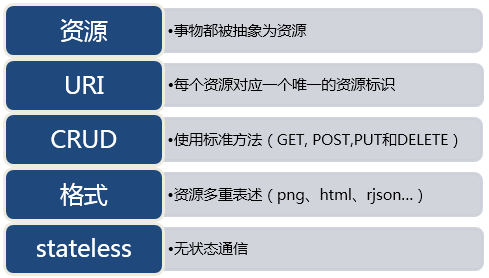 资源
•事物都被抽象为资源
URI
•每个资源对应一个唯一的资源标识
CRUD
•使用标准方法（GET, POST,PUT和DELETE）
格式
•资源多重表述（png、html、rjson...）
stateless
•无状态通信